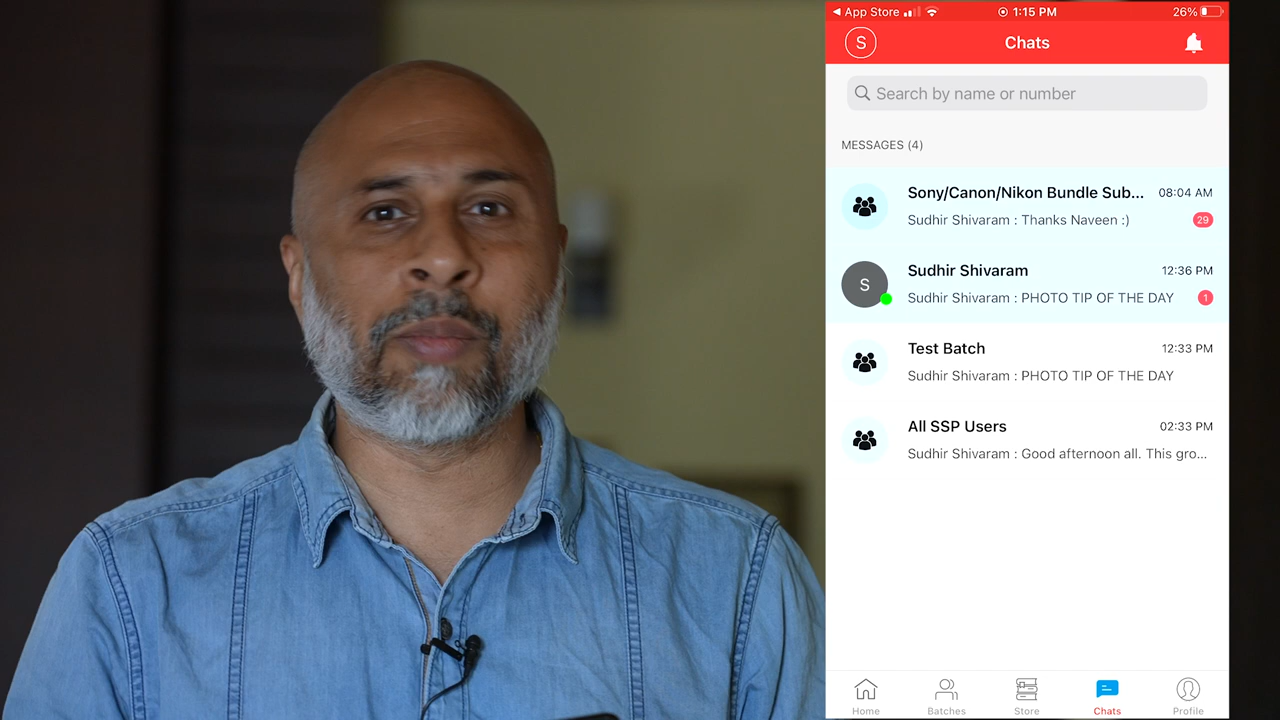 App Store 1:15 PM 26%
S Chats
Search by name or number
MESSAGES (4)
Sony/Canon/Nikon Bundle Sub... 08:04 AM
Sudhir Shivaram : Thanks Naveen :) 29
Sudhir Shivaram 12:36 PM
S
Sudhir Shivaram : PHOTO TIP OF THE DAY 1
Test Batch 12:33 PM
Sudhir Shivaram : PHOTO TIP OF THE DAY
All SSP Users 02:33 PM
Sudhir Shivaram : Good afternoon all. This gro...
Home Batches Store Chats Profile